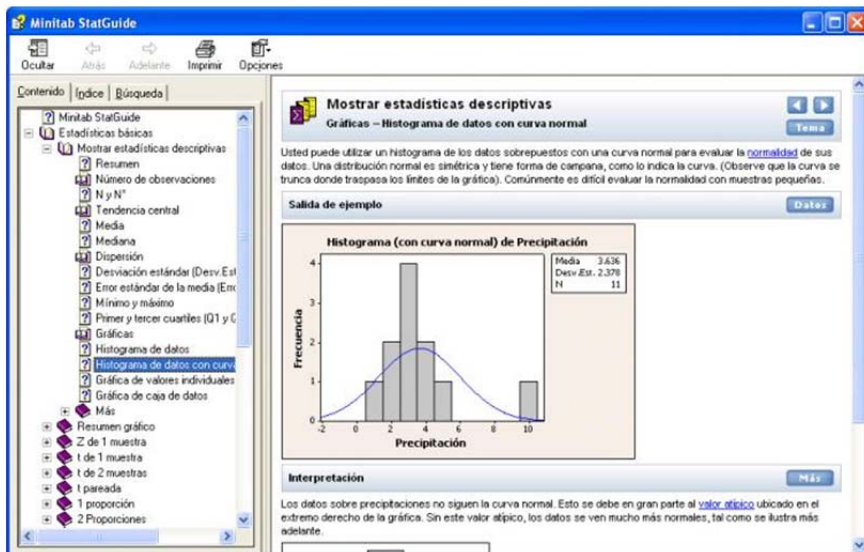 Minitab StatGuide
Ocultar Atrás Adelante Imprimir Opciones
Contenido Índice Búsqueda
Minitab StatGuide
Estadísticas básicas
Mostrar estadísticas descriptivas
Resumen
Número de observaciones
N y N*
Tendencia central
Media
Mediana
Dispersión
Desviación estándar (Desv.Est
Error estándar de la media (Erro
Mínimo y máximo
Primer y tercer cuartiles (Q1 y Q
Gráficas
Histograma de datos
Histograma de datos con curva
Gráfica de valores individuales
Gráfica de caja de datos
Más
Resumen gráfico
Z de 1 muestra
t de 1 muestra
t de 2 muestras
t pareada
1 proporción
2 Proporciones
Mostrar estadísticas descriptivas
Gráficas – Histograma de datos con curva normal
Tema
Usted puede utilizar un histograma de los datos sobrepuestos con una curva normal para evaluar la normalidad de sus
datos. Una distribución normal es simétrica y tiene forma de campana, como lo indica la curva. (Observe que la curva se
trunca donde traspasa los límites de la gráfica). Comúnmente es difícil evaluar la normalidad con muestras pequeñas.
Salida de ejemplo
Datos
Histograma (con curva normal) de Precipitación
Media 3.636
Desv.Est. 2.378
N 11
Frecuencia
4
3
2
1
0
-2 0 2 4 6 8 10
Precipitación
Interpretación
Más
Los datos sobre precipitaciones no siguen la curva normal. Esto se debe en gran parte al valor atípico ubicado en el
extremo derecho de la gráfica. Sin este valor atípico, los datos se ven mucho más normales, tal como se ilustra más
adelante.